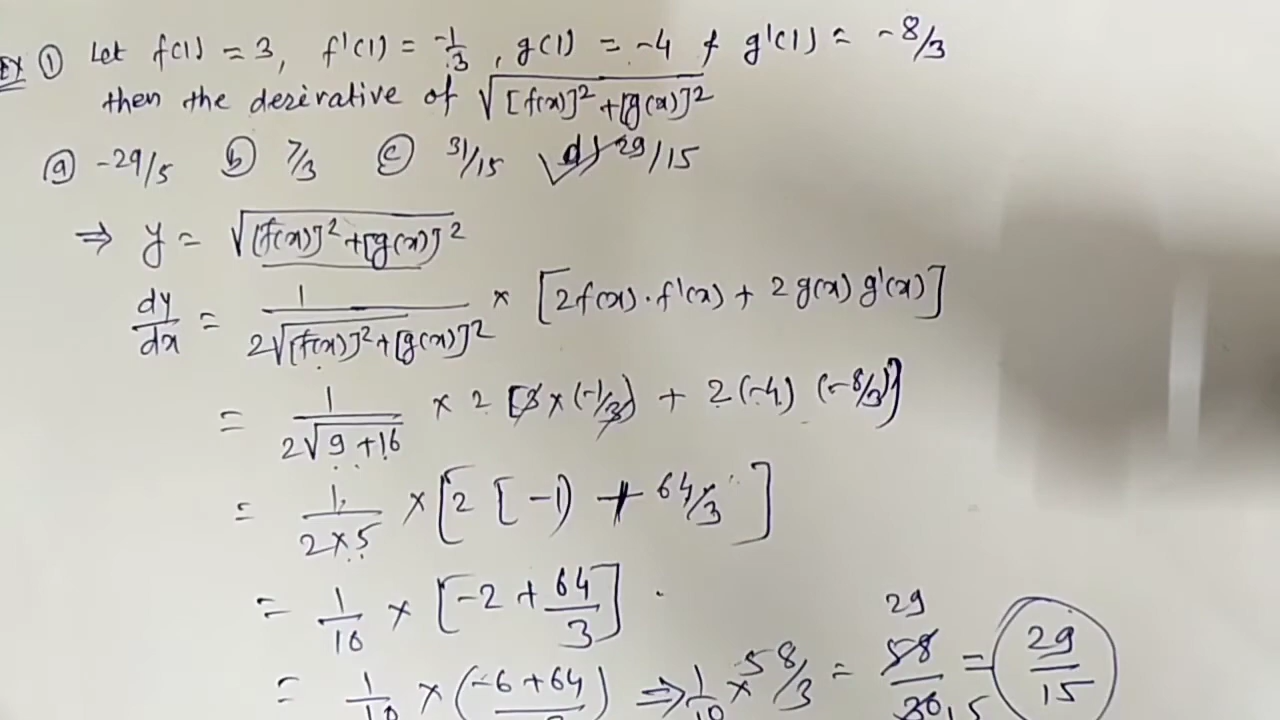 Ex ① Let f(1) = 3, f'(1) = -1/3, g(1) = -4 & g'(1) = -8/3
then the derivative of √[f(x)]²+[g(x)]²
ⓐ -29/5 ⓑ 7/3 ⓒ 31/15 ✓d) 29/15
⇒ y = √[f(x)]²+[g(x)]²
dy/dx = 1/2√[f(x)]²+[g(x)]² × [2f(x)·f'(x) + 2g(x) g'(x)]
= 1/2√9+16 × 2 [3×(-1/3) + 2(-4) (-8/3)]
= 1/2×5 × [2 [-1) + 64/3]
= 1/10 × [-2 + 64/3]
= 1/10 × (-6+64) ⇒ 1/10 × 58/3 = 29 58/30 15 = 29/15